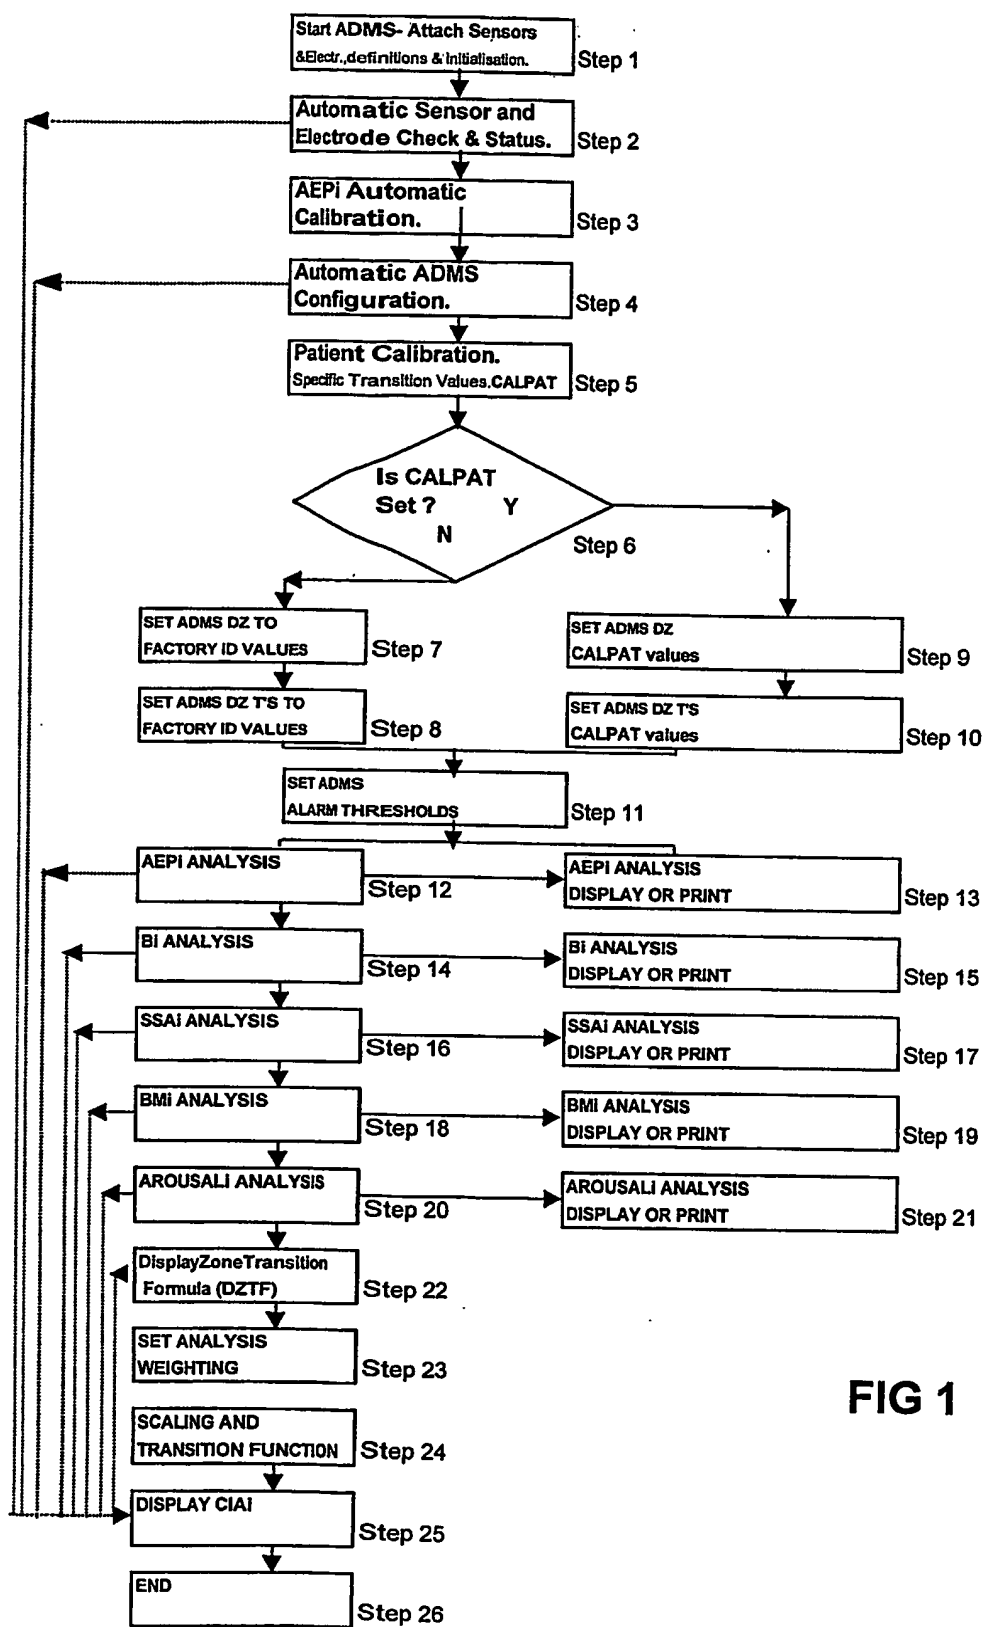 Start ADMS- Attach Sensors
&Electr.,definitions & Initialisation.
Step 1
Automatic Sensor and
Electrode Check & Status.
Step 2
AEPi Automatic
Calibration.
Step 3
Automatic ADMS
Configuration.
Step 4
Patient Calibration.
Specific Transition Values.CALPAT
Step 5
Is CALPAT
Set ?
Y
N
Step 6
SET ADMS DZ TO
FACTORY ID VALUES
Step 7
SET ADMS DZ
CALPAT values
Step 9
SET ADMS DZ T'S TO
FACTORY ID VALUES
Step 8
SET ADMS DZ T'S
CALPAT values
Step 10
SET ADMS
ALARM THRESHOLDS
Step 11
AEPi ANALYSIS
Step 12
AEPi ANALYSIS
DISPLAY OR PRINT
Step 13
Bi ANALYSIS
Step 14
Bi ANALYSIS
DISPLAY OR PRINT
Step 15
SSAi ANALYSIS
Step 16
SSAi ANALYSIS
DISPLAY OR PRINT
Step 17
BMi ANALYSIS
Step 18
BMi ANALYSIS
DISPLAY OR PRINT
Step 19
AROUSALi ANALYSIS
Step 20
AROUSALi ANALYSIS
DISPLAY OR PRINT
Step 21
DisplayZoneTransition
Formula (DZTF)
Step 22
SET ANALYSIS
WEIGHTING
Step 23
SCALING AND
TRANSITION FUNCTION
Step 24
DISPLAY CIAi
Step 25
END
Step 26
FIG 1